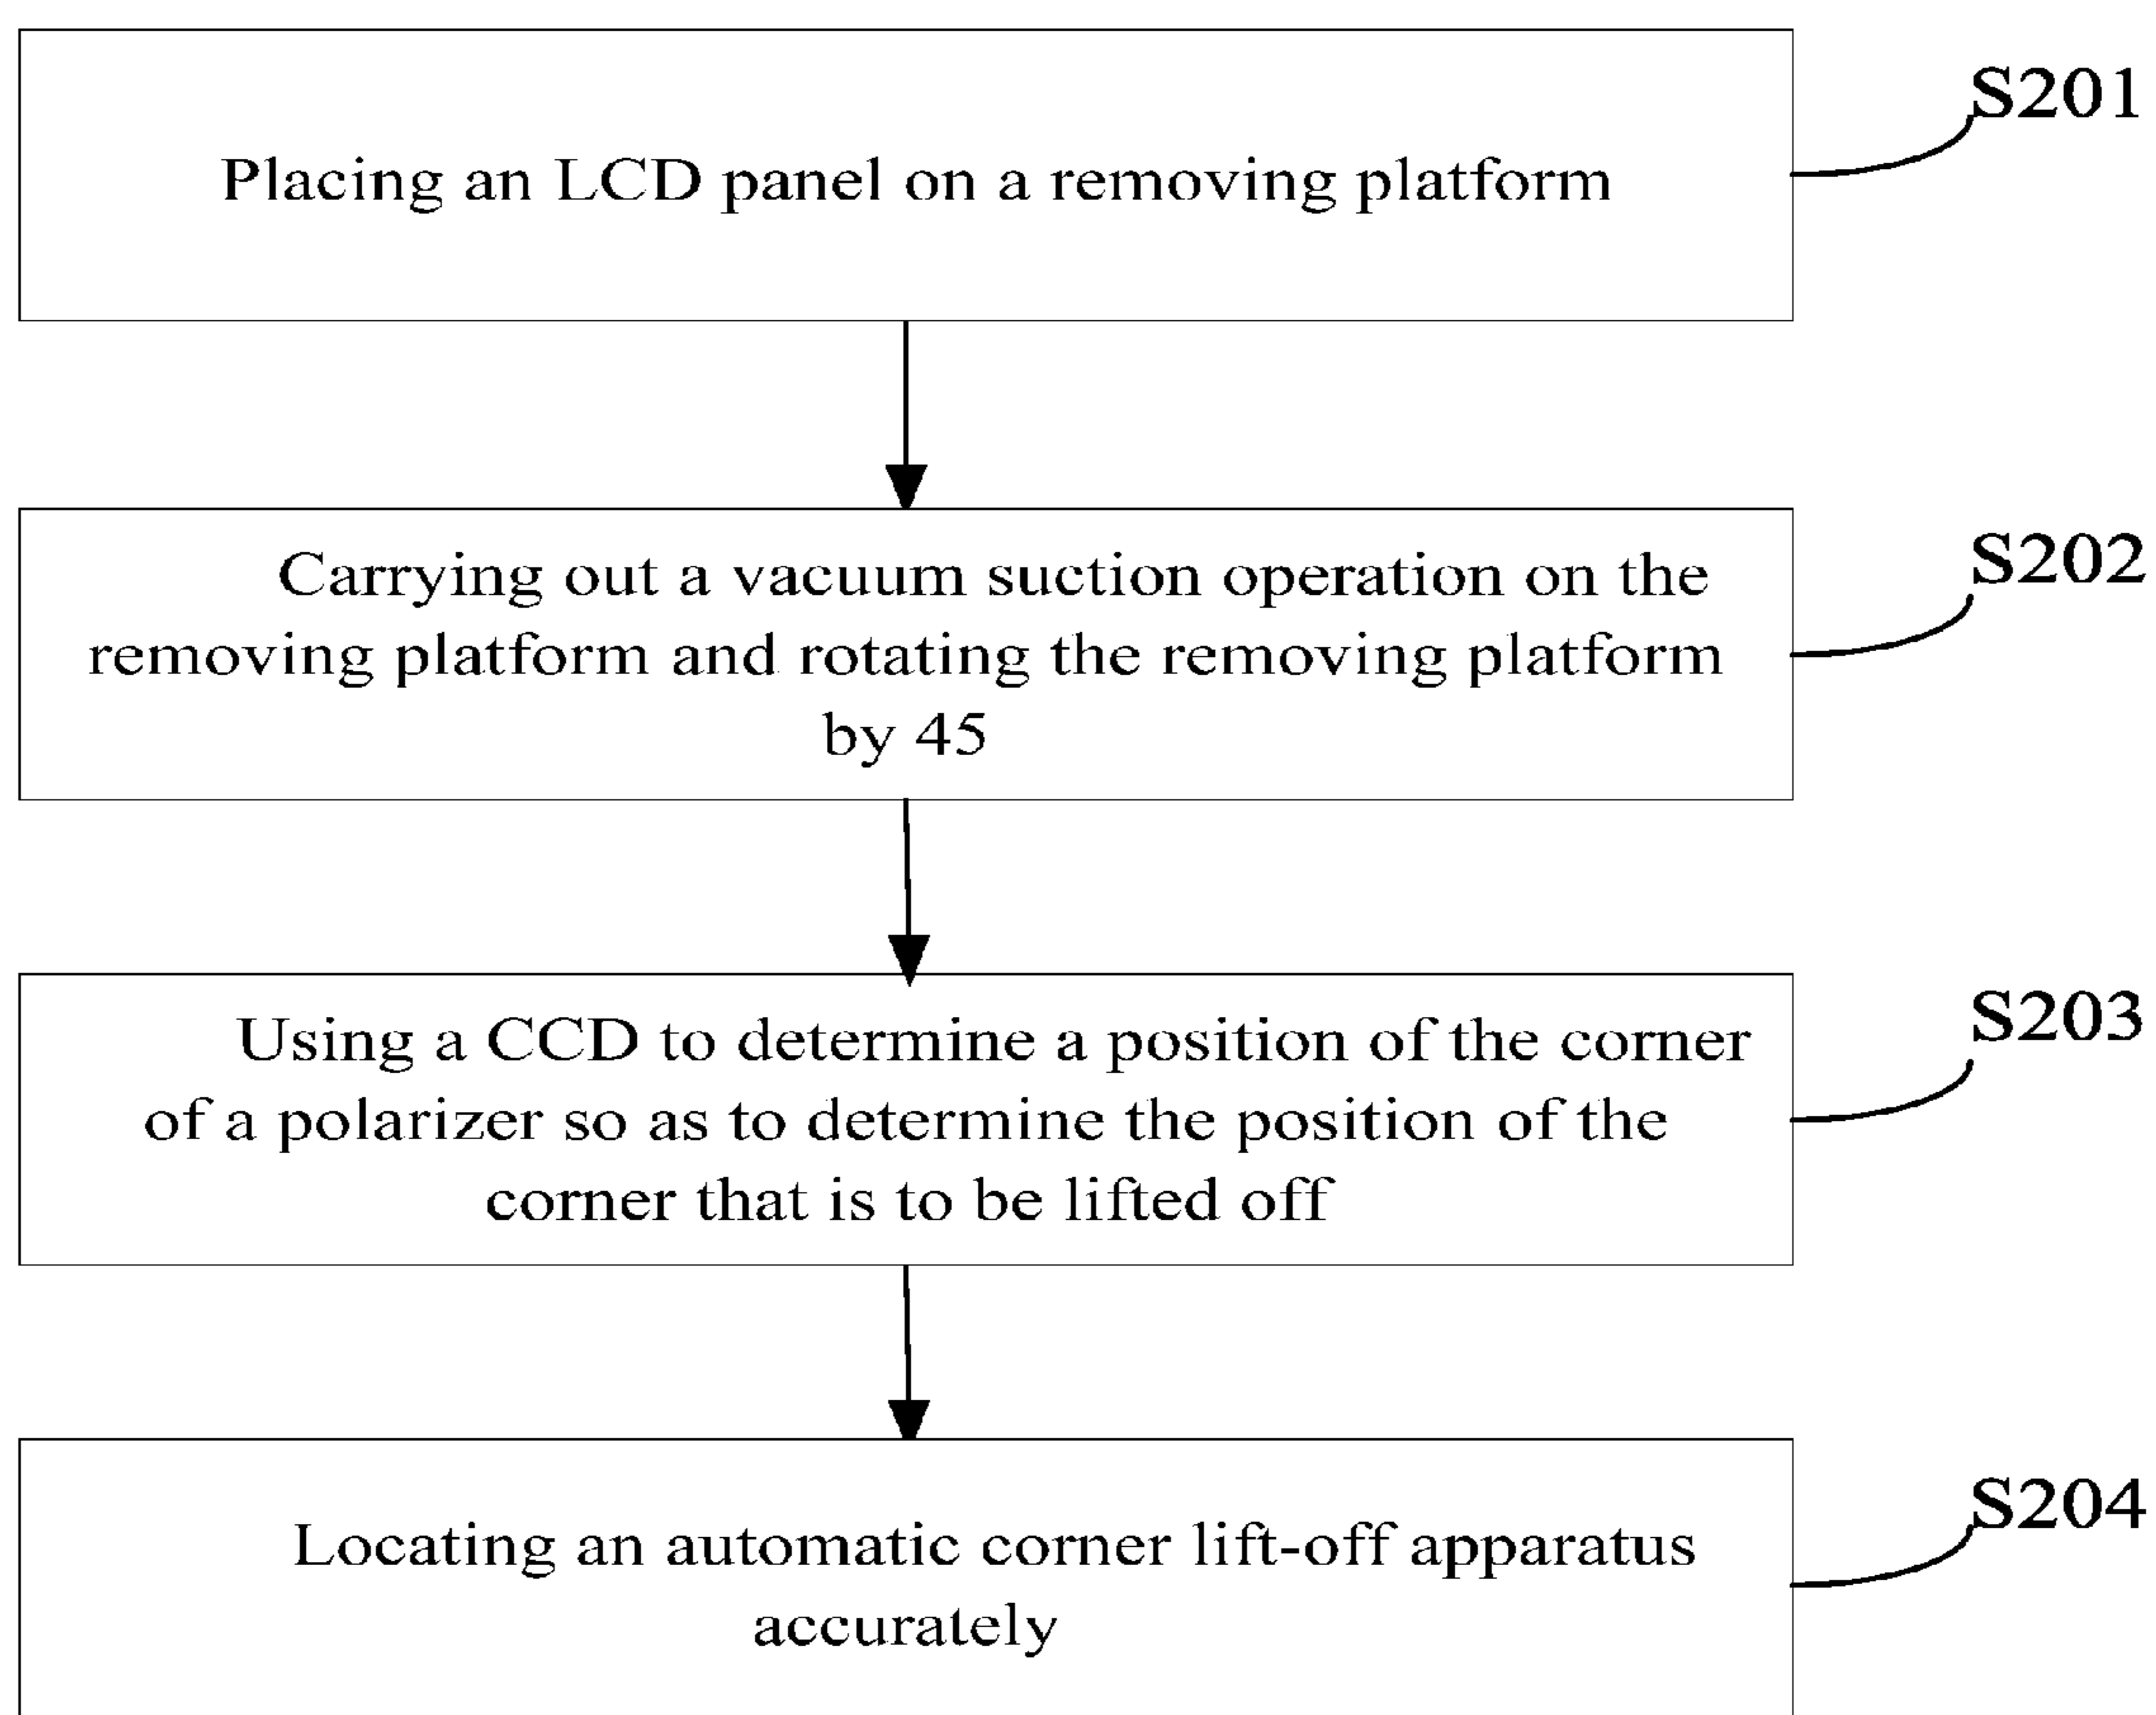 S201
Placing an LCD panel on a removing platform
S202
Carrying out a vacuum suction operation on the
removing platform and rotating the removing platform
by 45
S203
Using a CCD to determine a position of the corner
of a polarizer so as to determine the position of the
corner that is to be lifted off
S204
Locating an automatic corner lift-off apparatus
accurately